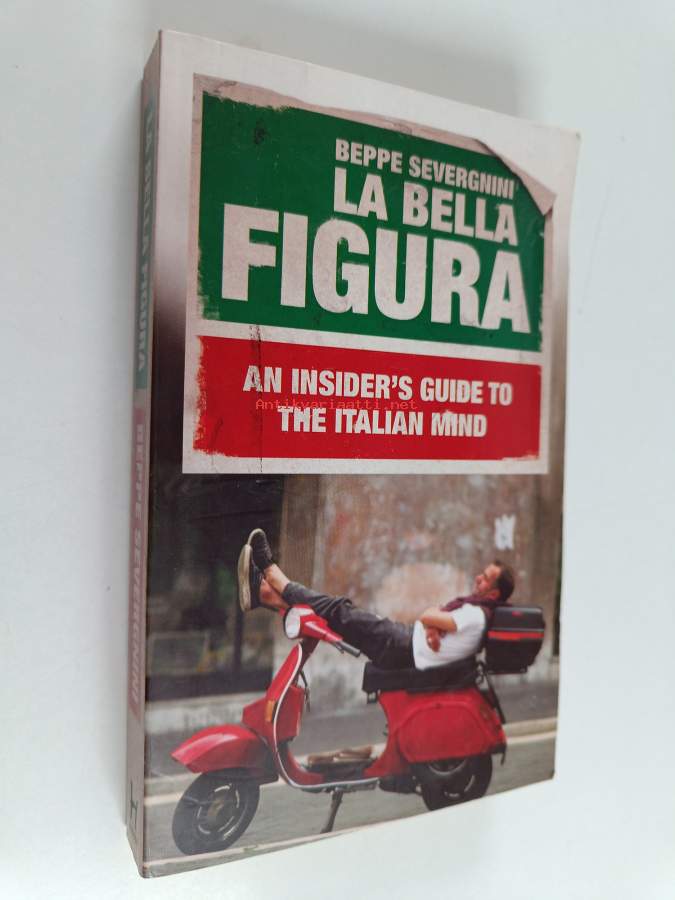 BEPPE SEVERGNINI
LA BELLA
FIGURA
AN INSIDER'S GUIDE TO
Antikvariaatti.net
THE ITALIAN MIND
LA BELLA FIGURA
BEPPE SEVERGNINI
H